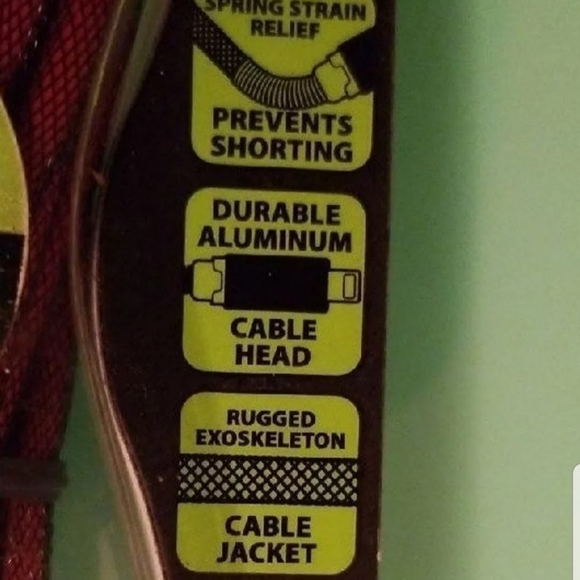 SPRING STRAIN
RELIEF
PREVENTS
SHORTING
DURABLE
ALUMINUM
CABLE
HEAD
RUGGED
EXOSKELETON
CABLE
JACKET